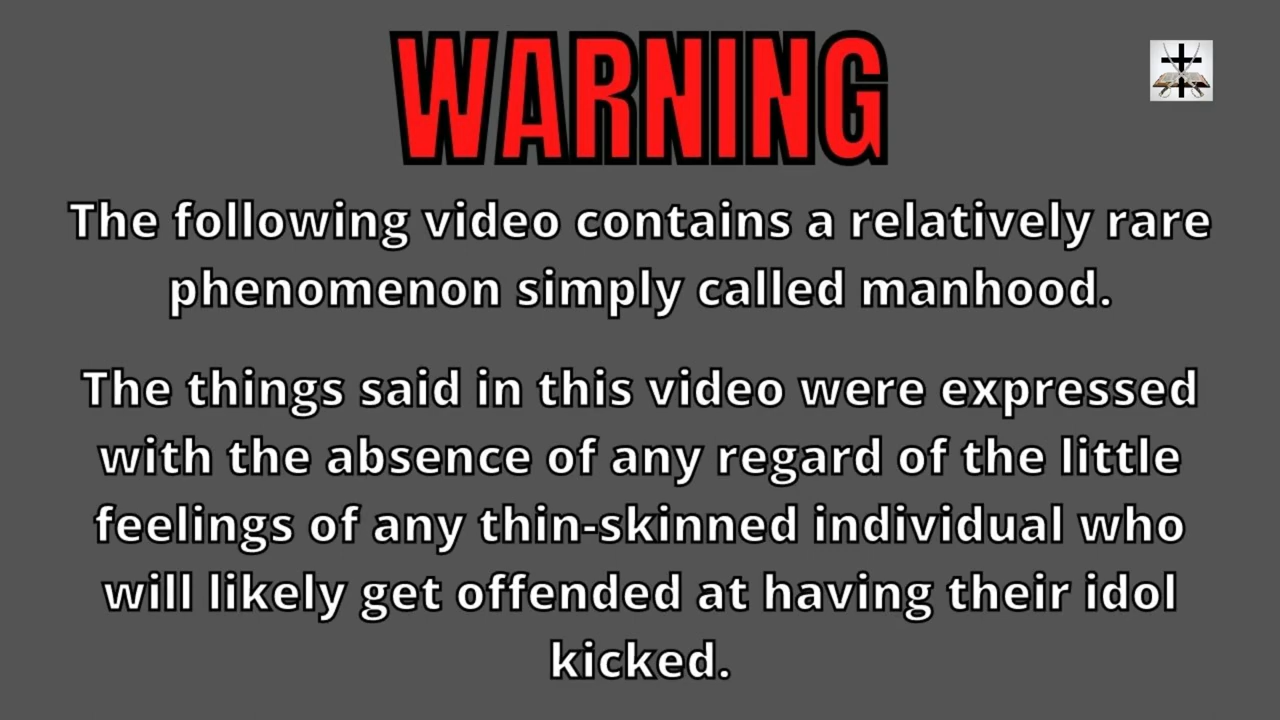 WARNING
The following video contains a relatively rare
phenomenon simply called manhood.
The things said in this video were expressed
with the absence of any regard of the little
feelings of any thin-skinned individual who
will likely get offended at having their idol
kicked.